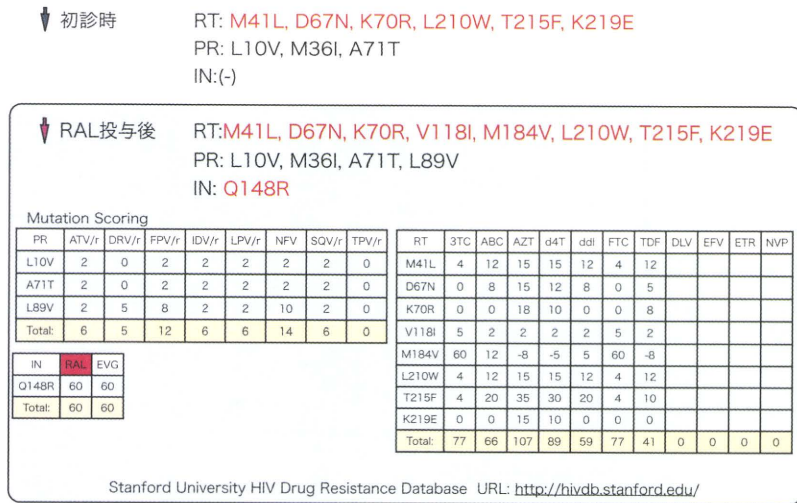 初診時 RT: M41L, D67N, K70R, L210W, T215F, K219E
PR: L10V, M36I, A71T
IN:(-)
RAL投与後 RT:M41L, D67N, K70R, V118I, M184V, L210W, T215F, K219E
PR: L10V, M36I, A71T, L89V
IN: Q148R
Mutation Scoring
PR ATV/r DRV/r FPV/r IDV/r LPV/r NFV SQV/r TPV/r
L10V 2 0 2 2 2 2 2 0
A71T 2 0 2 2 2 2 2 0
L89V 2 5 8 2 2 10 2 0
Total: 6 5 12 6 6 14 6 0
IN RAL EVG
Q148R 60 60
Total: 60 60
RT 3TC ABC AZT d4T ddI FTC TDF DLV EFV ETR NVP
M41L 4 12 15 15 12 4 12
D67N 0 8 15 12 8 0 5
K70R 0 0 18 10 0 0 8
V118I 5 2 2 2 2 5 2
M184V 60 12 -8 -5 5 60 -8
L210W 4 12 15 15 12 4 12
T215F 4 20 35 30 20 4 10
K219E 0 0 15 10 0 0 0
Total: 77 66 107 89 59 77 41 0 0 0 0
Stanford University HIV Drug Resistance Database URL: http://hivdb.stanford.edu/